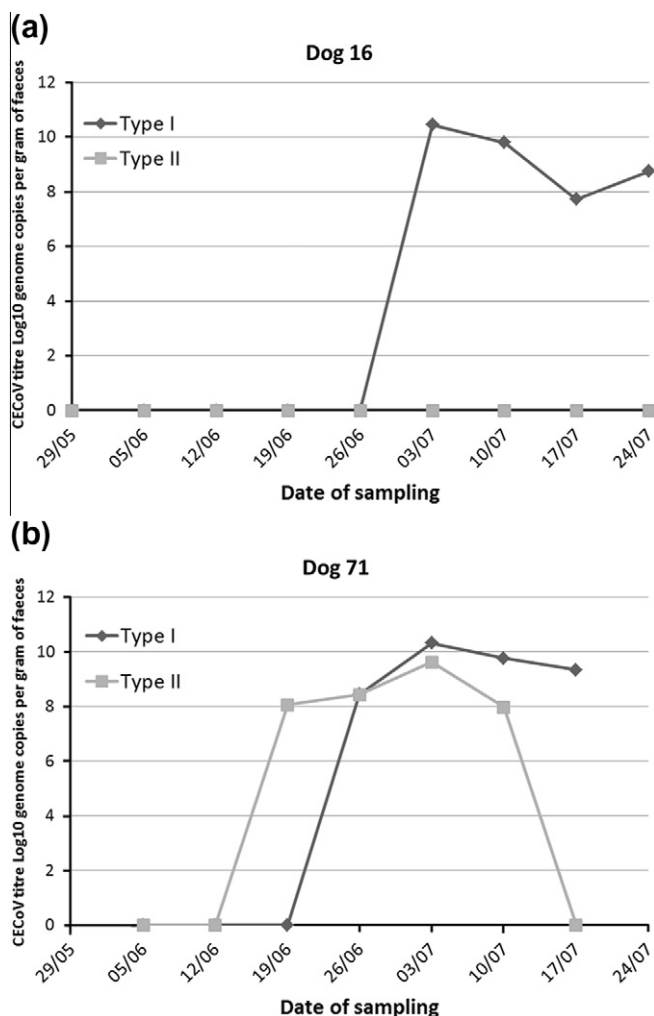 (a)
Dog 16
CECoV titre Log10 genome copies per gram of faeces
12
10
8
6
4
2
0
Type I
Type II
29/05
05/06
12/06
19/06
26/06
03/07
10/07
17/07
24/07
Date of sampling
(b)
Dog 71
CECoV titre Log10 genome copies per gram of faeces
12
10
8
6
4
2
0
Type I
Type II
29/05
05/06
12/06
19/06
26/06
03/07
10/07
17/07
24/07
Date of sampling